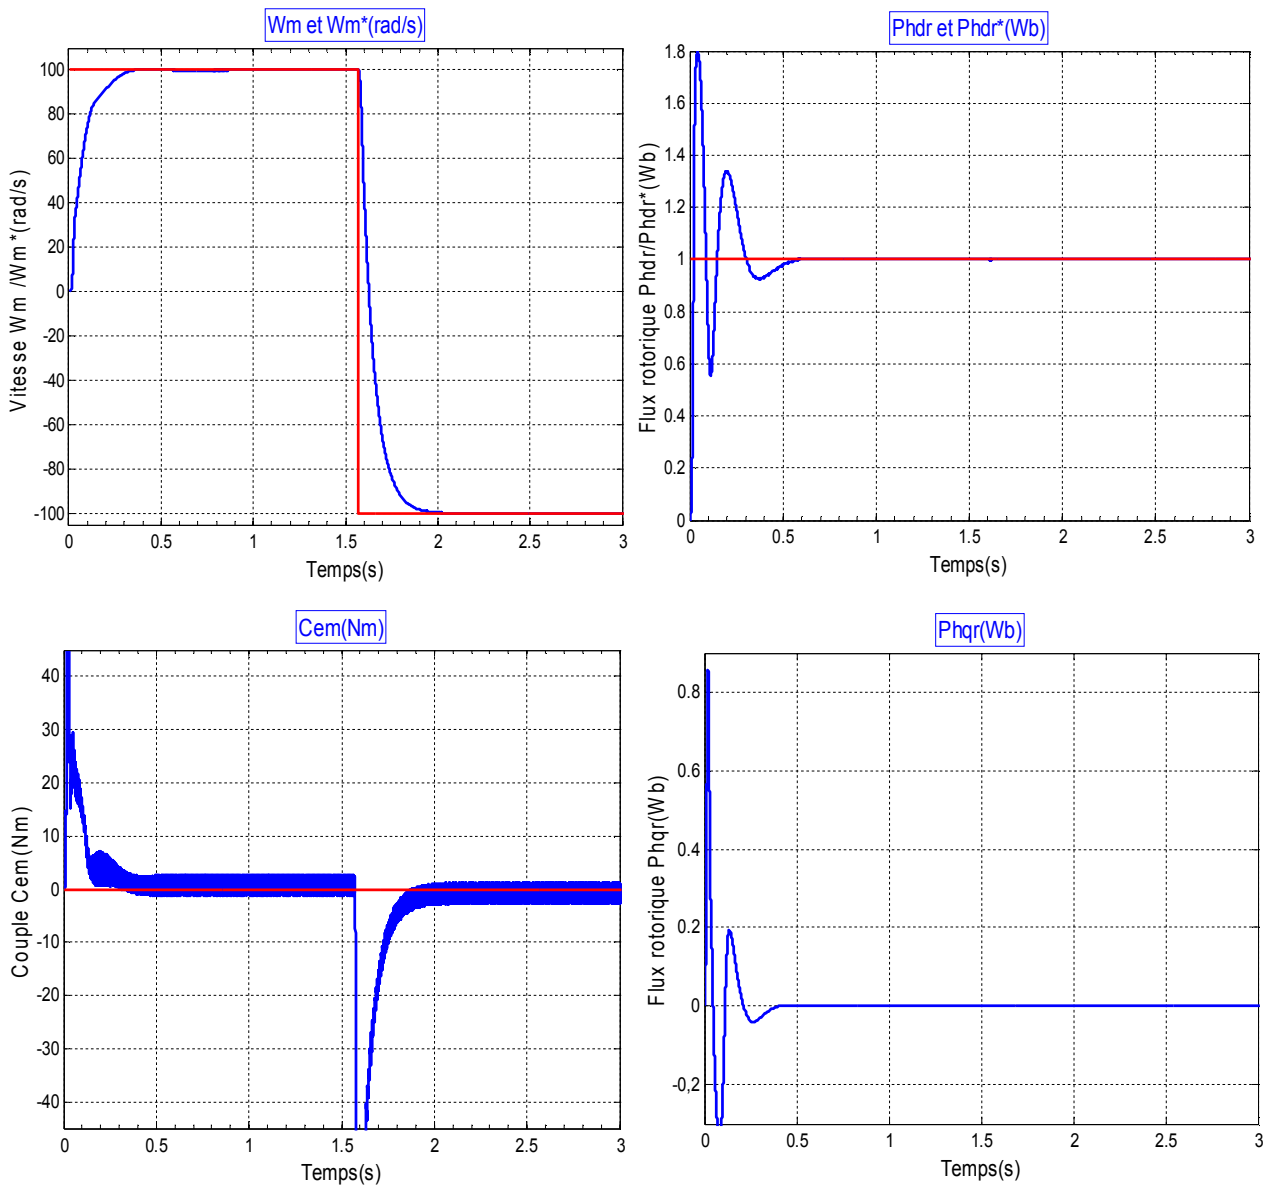 Wm et Wm*(rad/s)
100
80
60
40
20
0
-20
-40
-60
-80
-100
Vitesse Wm /Wm*(rad/s)
0 0.5 1 1.5 2 2.5 3
Temps(s)
Phdr et Phdr*(Wb)
1.8
1.6
1.4
1.2
1
0.8
0.6
0.4
0.2
0
Flux rotorique Phdr/Phdr*(Wb)
0 0.5 1 1.5 2 2.5 3
Temps(s)
Cem(Nm)
40
30
20
10
0
-10
-20
-30
-40
Couple Cem(Nm)
0 0.5 1 1.5 2 2.5 3
Temps(s)
Phqr(Wb)
0.8
0.6
0.4
0.2
0
-0,2
Flux rotorique Phqr(Wb)
0 0.5 1 1.5 2 2.5 3
Temps(s)